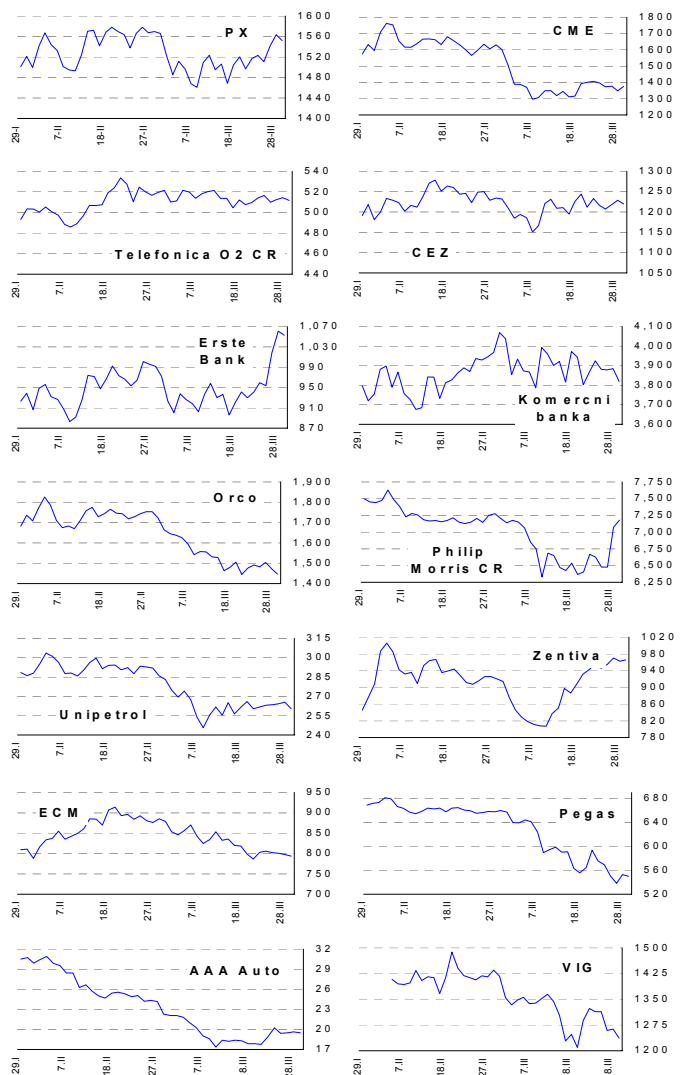 PX
1600
1560
1520
1480
1440
1400
29-I
7-II
18-II
27-II
7-III
18-III
28-III
CME
1800
1700
1600
1500
1400
1300
1200
29.I
7.II
18.II
27.II
7.III
18.III
28.III
Telefonica O2 CR
540
520
500
480
460
440
29.I
7.II
18.II
27.II
7.III
18.III
28.III
CEZ
1300
1250
1200
1150
1100
1050
29.I
7.II
18.II
27.II
7.III
18.III
28.III
Erste
Bank
1,070
1,030
990
950
910
870
29.I
7.II
18.II
27.II
7.III
18.III
28.III
Komercni
banka
4,100
4,000
3,900
3,800
3,700
3,600
29.I
7.II
18.II
27.II
7.III
18.III
28.III
Orco
1,900
1,800
1,700
1,600
1,500
1,400
29.I
7.II
18.II
27.II
7.III
18.III
28.III
Philip
Morris CR
7,750
7,500
7,250
7,000
6,750
6,500
6,250
29.I
7.II
18.II
27.II
7.III
18.III
28.III
Unipetrol
315
300
285
270
255
240
29.I
7.II
18.II
27.II
7.III
18.III
28.III
Zentiva
1020
980
940
900
860
820
780
29.I
7.II
18.II
27.II
7.III
18.III
28.III
ECM
950
900
850
800
750
700
29.I
7.II
18.II
27.II
7.III
18.III
28.III
Pegas
680
640
600
560
520
29.I
7.II
18.II
27.II
7.III
18.III
28.III
AAA Auto
32
29
26
23
20
17
29.I
7.II
18.II
27.II
7.III
18.III
28.III
VIG
1500
1425
1350
1275
1200
29.I
7.II
18.II
27.II
7.III
8.III
8.III